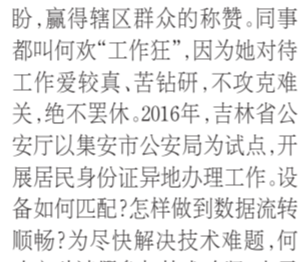 盼，赢得辖区群众的称赞。同事
都叫何欢“工作狂”，因为她对待
工作爱较真、苦钻研，不攻克难
关，绝不罢休。2016年，吉林省公
安厅以集安市公安局为试点，开
展居民身份证异地办理工作。设
备如何匹配？怎样做到数据流转
顺畅？为尽快解决技术难题，何